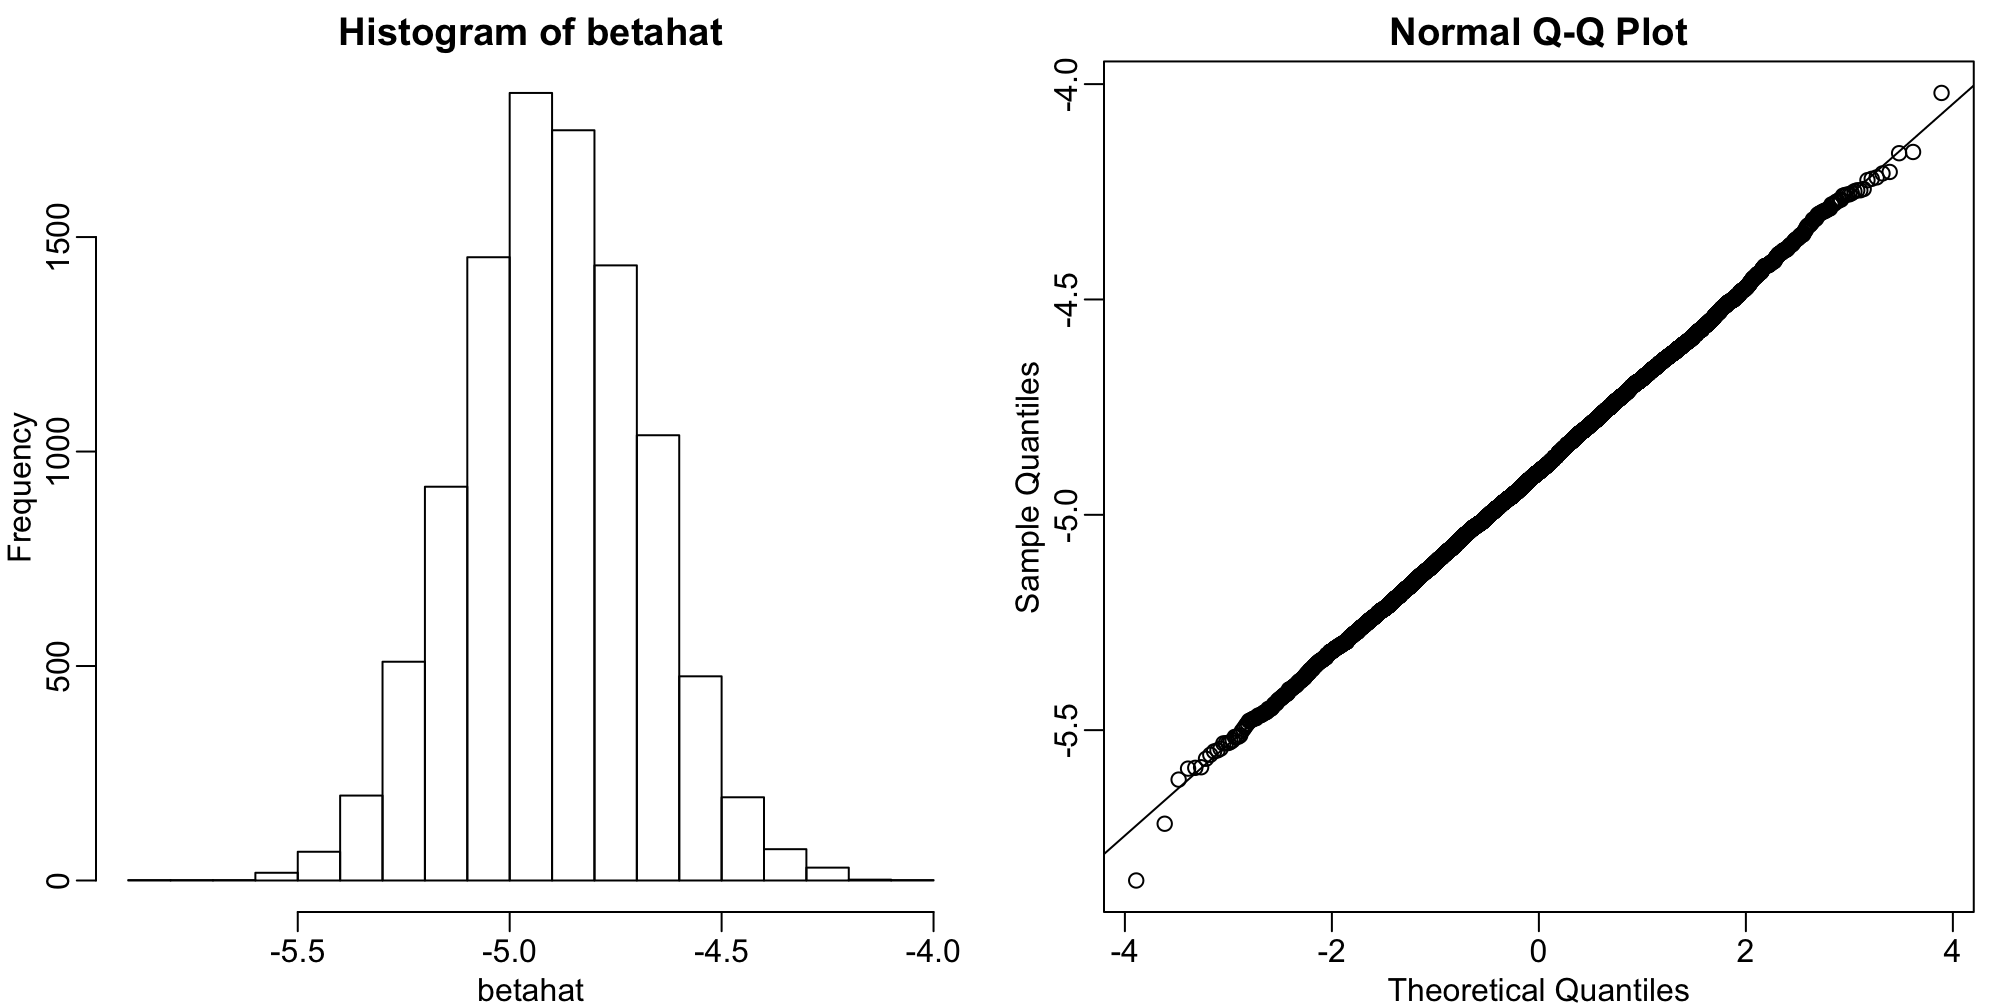 Histogram of betahat
Frequency
1500
1000
500
0
-5.5 -5.0 -4.5 -4.0
betahat
Normal Q-Q Plot
Sample Quantiles
-4.0
-4.5
-5.0
-5.5
-4 -2 0 2 4
Theoretical Quantiles